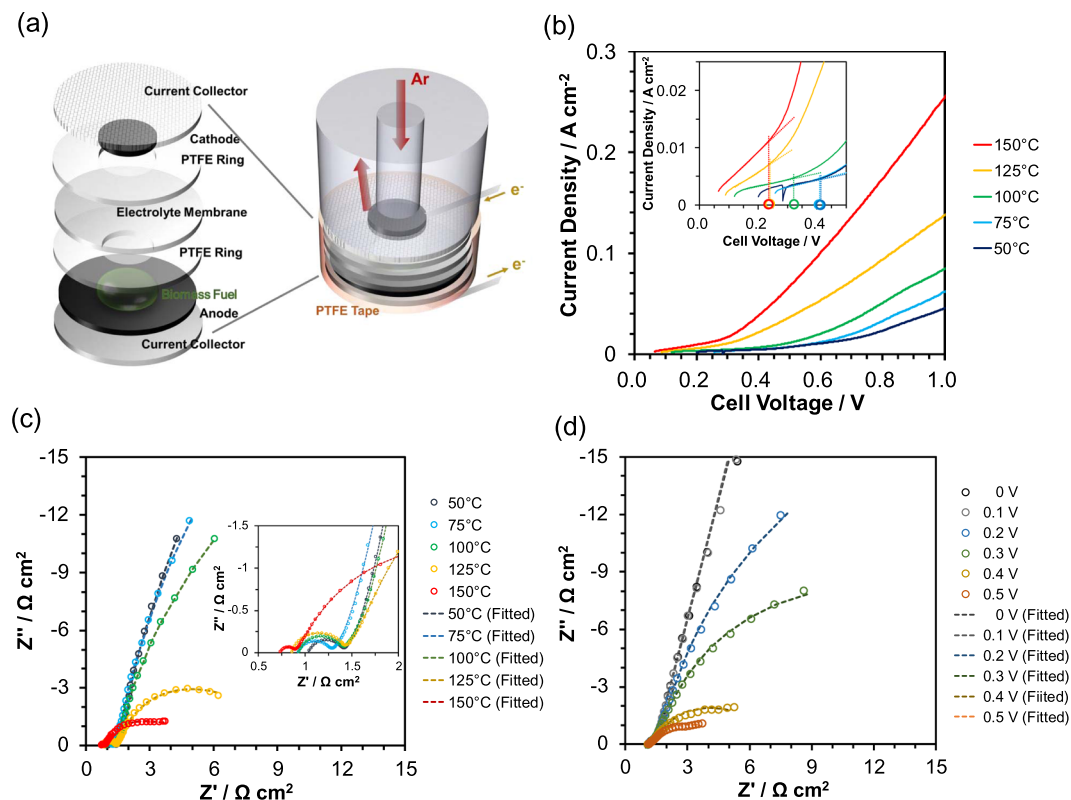 (a)
Current Collector
Cathode
PTFE Ring
Electrolyte Membrane
PTFE Ring
Biomass Fuel
Anode
Current Collector
Ar
e-
e-
PTFE Tape
(b)
Current Density / A cm-2
0.3
0.2
0.1
0
0.0
0.2
0.4
0.6
0.8
1.0
Cell Voltage / V
Current Density / A cm-2
0.02
0.01
0
0.0
0.2
0.4
Cell Voltage / V
150°C
125°C
100°C
75°C
50°C
(c)
Z'' / Ω cm2
-15
-12
-9
-6
-3
0
0
3
6
9
12
15
Z' / Ω cm2
Z'' / Ω cm2
-1.5
-1
-0.5
0
0.5
1
1.5
2
Z' / Ω cm2
50°C
75°C
100°C
125°C
150°C
50°C (Fitted)
75°C (Fitted)
100°C (Fitted)
125°C (Fitted)
150°C (Fitted)
(d)
Z'' / Ω cm2
-15
-12
-9
-6
-3
0
0
3
6
9
12
15
Z' / Ω cm2
0 V
0.1 V
0.2 V
0.3 V
0.4 V
0.5 V
0 V (Fitted)
0.1 V (Fitted)
0.2 V (Fitted)
0.3 V (Fitted)
0.4 V (Fiitted)
0.5 V (Fitted)